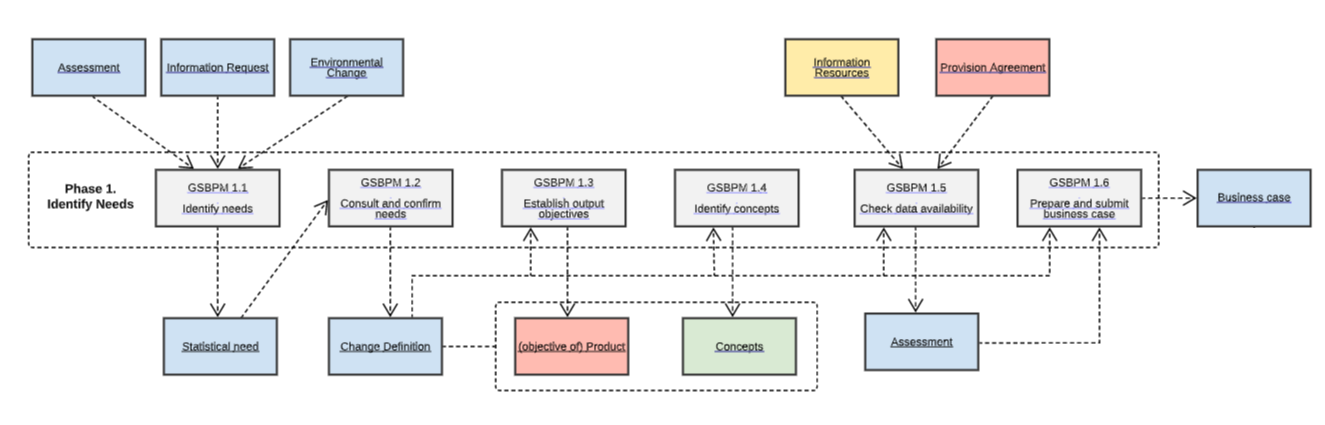 Assessment
Information Request
Environmental
Change
Information
Resources
Provision Agreement
Phase 1.
Identify Needs
GSBPM 1.1
Identify needs
GSBPM 1.2
Consult and confirm
needs
GSBPM 1.3
Establish output
objectives
GSBPM 1.4
Identify concepts
GSBPM 1.5
Check data availability
GSBPM 1.6
Prepare and submit
business case
Business case
Statistical need
Change Definition
(objective of) Product
Concepts
Assessment